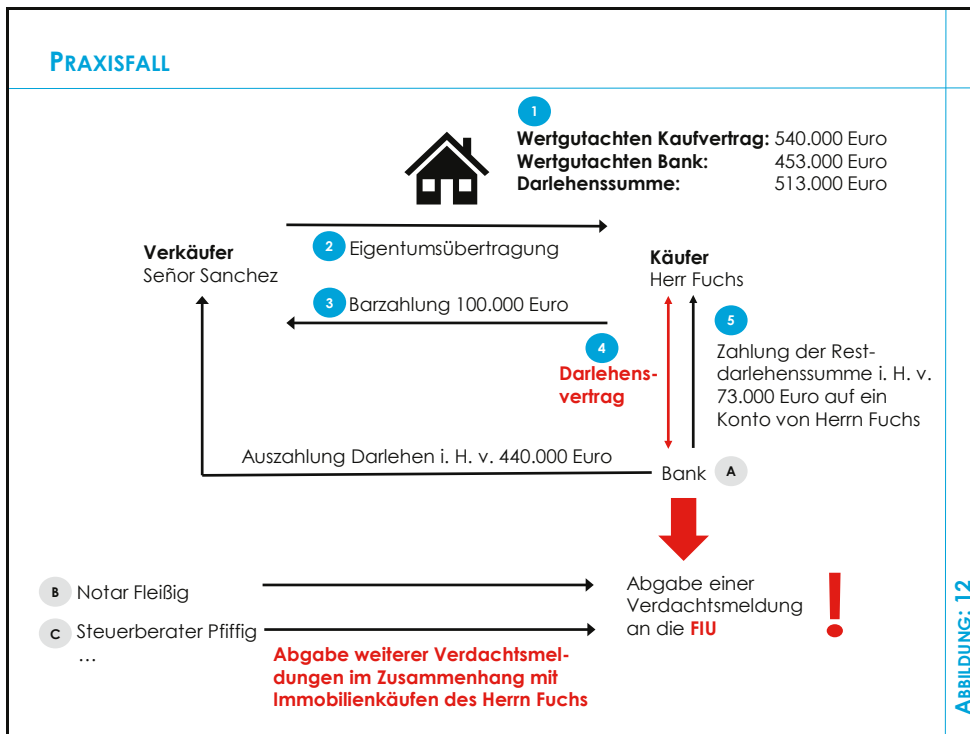 PRAXISFALL
1
Wertgutachten Kaufvertrag: 540.000 Euro
Wertgutachten Bank: 453.000 Euro
Darlehenssumme: 513.000 Euro
2 Eigentumsübertragung
Verkäufer
Señor Sanchez
Käufer
Herr Fuchs
3 Barzahlung 100.000 Euro
4
Darlehens-
vertrag
5
Zahlung der Rest-
darlehenssumme i. H. v.
73.000 Euro auf ein
Konto von Herrn Fuchs
Auszahlung Darlehen i. H. v. 440.000 Euro
Bank A
B Notar Fleißig
C Steuerberater Pfiffig
...
Abgabe einer
Verdachtsmeldung
an die FIU
!
Abgabe weiterer Verdachtsmel-
dungen im Zusammenhang mit
Immobilienkäufen des Herrn Fuchs
ABBILDUNG: 12